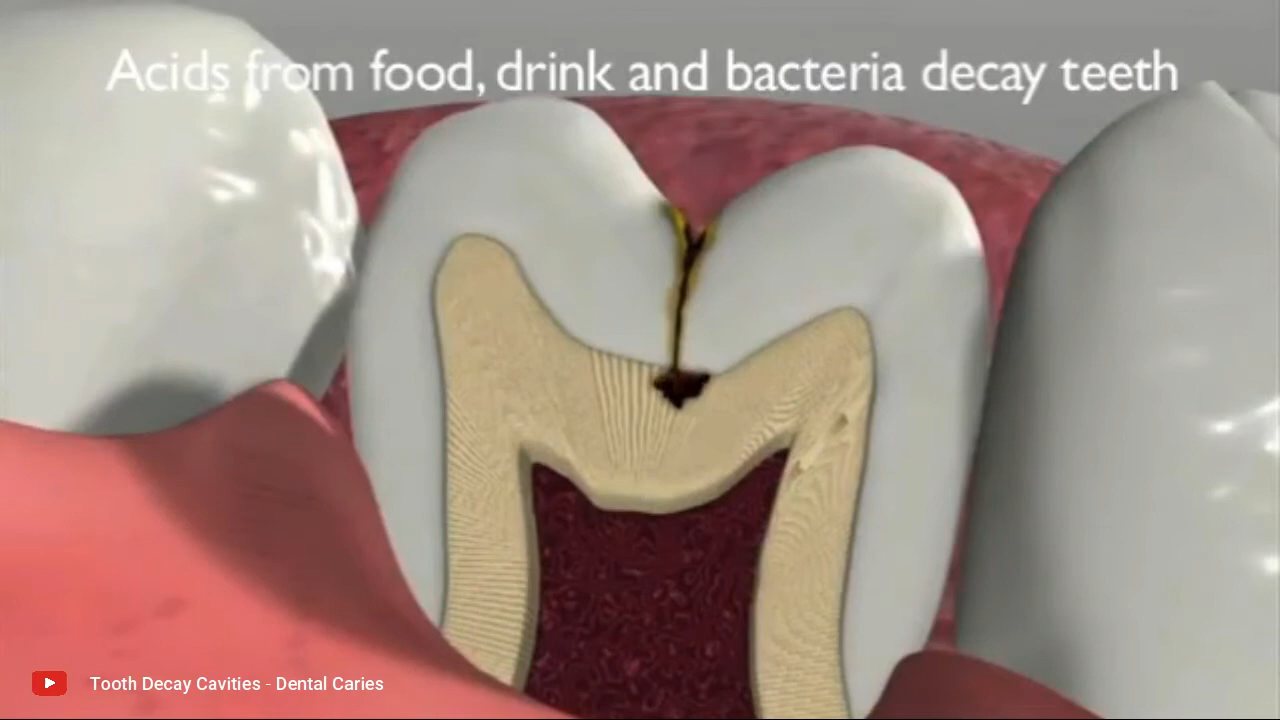 Acids from food, drink and bacteria decay teeth
Tooth Decay Cavities - Dental Caries